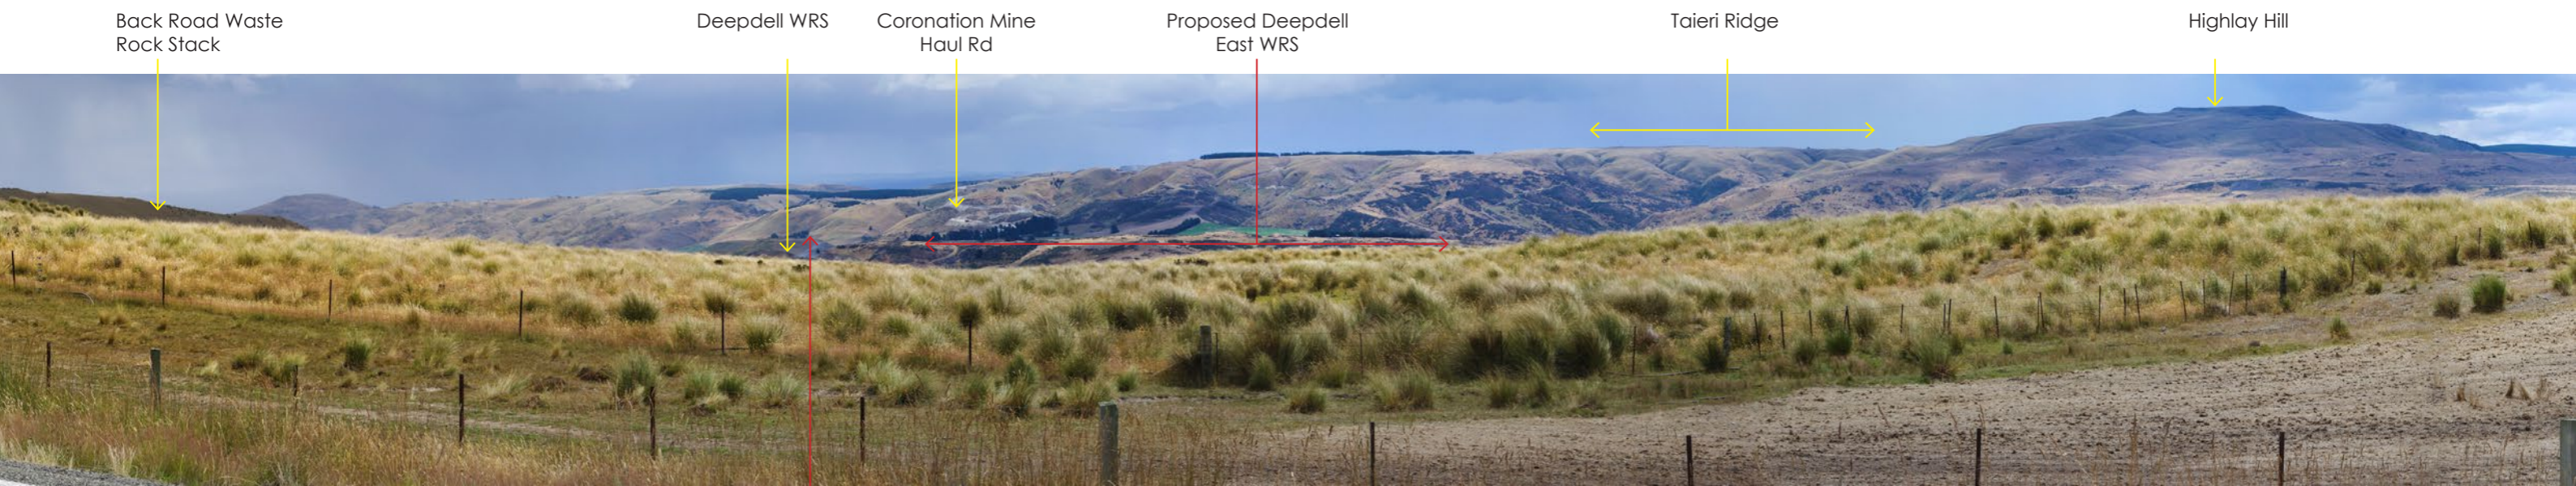 Back Road Waste
Rock Stack
Deepdell WRS
Coronation Mine
Haul Rd
Proposed Deepdell
East WRS
Taieri Ridge
Highlay Hill